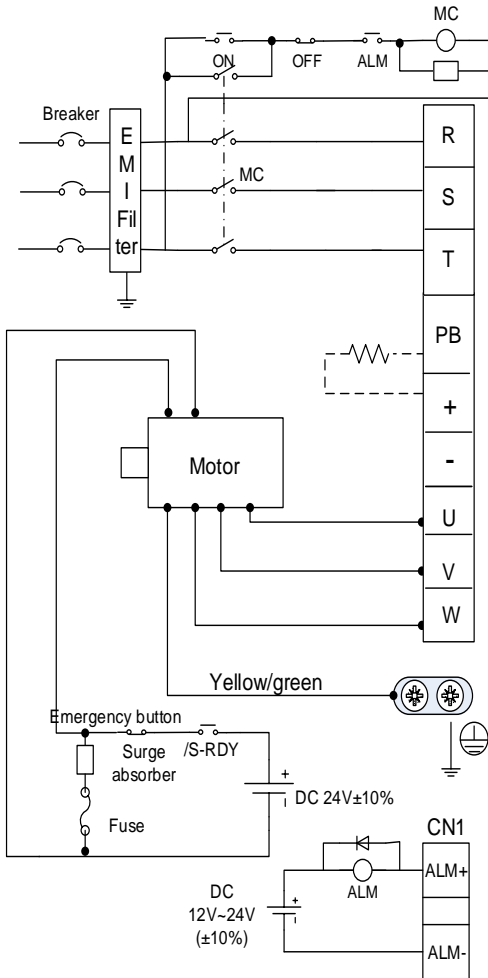 MC
ON
OFF
ALM
Breaker
E
M
I
Fil
ter
MC
R
S
T
PB
+
-
U
V
W
Motor
Yellow/green
Emergency button
Surge
absorber
/S-RDY
Fuse
+
DC 24V±10%
CN1
ALM+
ALM
DC
12V~24V
(±10%)
+
ALM-